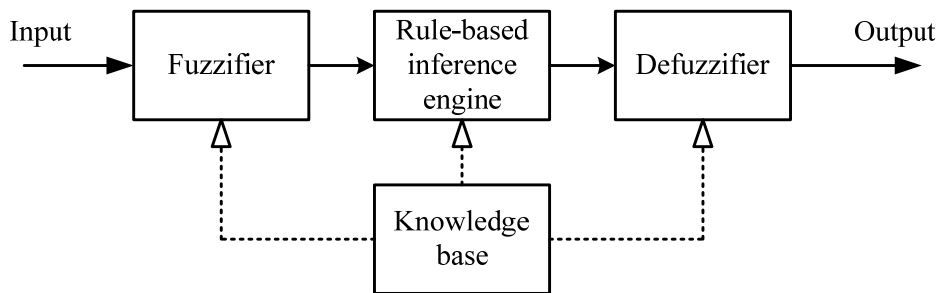 Input
Fuzzifier
Rule-based
inference
engine
Defuzzifier
Output
Knowledge
base